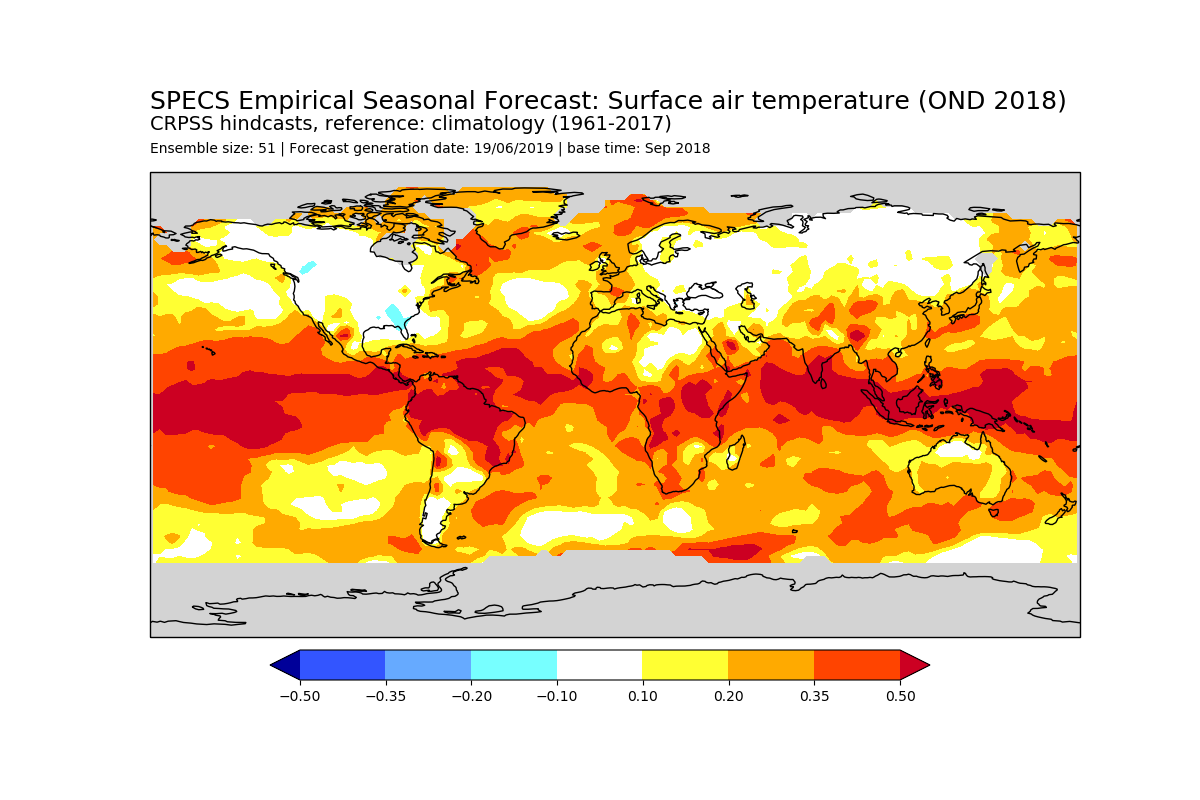 SPECS Empirical Seasonal Forecast: Surface air temperature (OND 2018)
CRPSS hindcasts, reference: climatology (1961-2017)
Ensemble size: 51 | Forecast generation date: 19/06/2019 | base time: Sep 2018
−0.50 −0.35 −0.20 −0.10 0.10 0.20 0.35 0.50